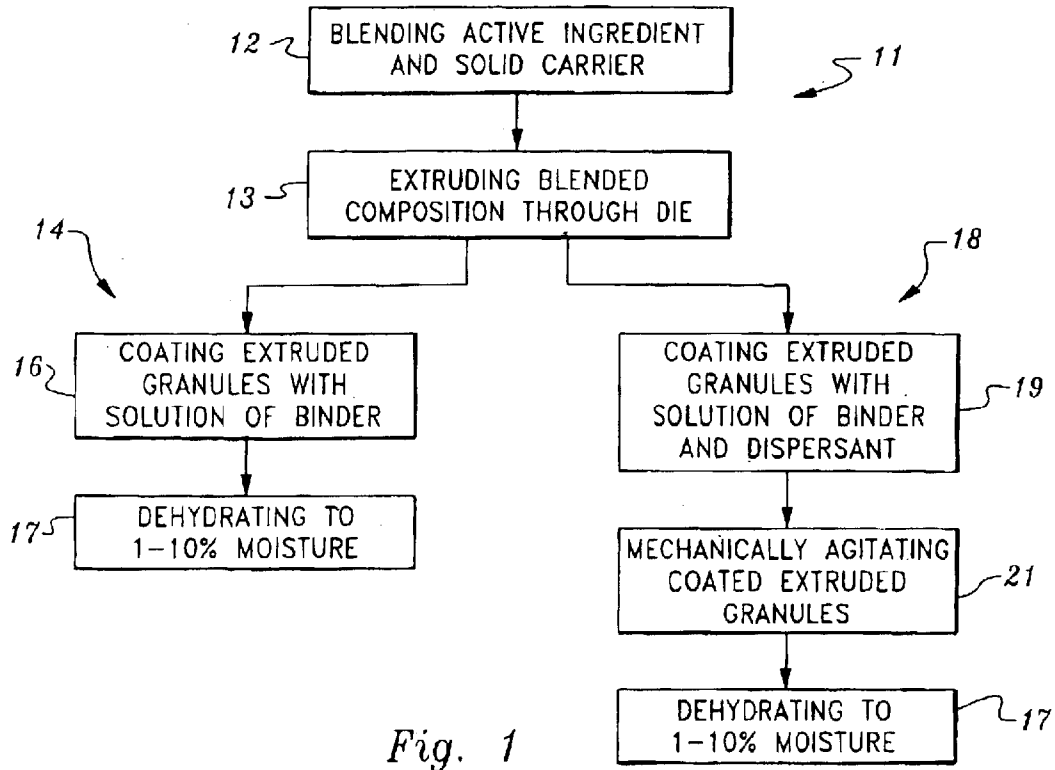 12
BLENDING ACTIVE INGREDIENT
AND SOLID CARRIER
11
13
EXTRUDING BLENDED
COMPOSITION THROUGH DIE
14
18
16
COATING EXTRUDED
GRANULES WITH
SOLUTION OF BINDER
COATING EXTRUDED
GRANULES WITH
SOLUTION OF BINDER
AND DISPERSANT
19
17
DEHYDRATING TO
1-10% MOISTURE
MECHANICALLY AGITATING
COATED EXTRUDED
GRANULES
21
DEHYDRATING TO
1-10% MOISTURE
17
Fig. 1